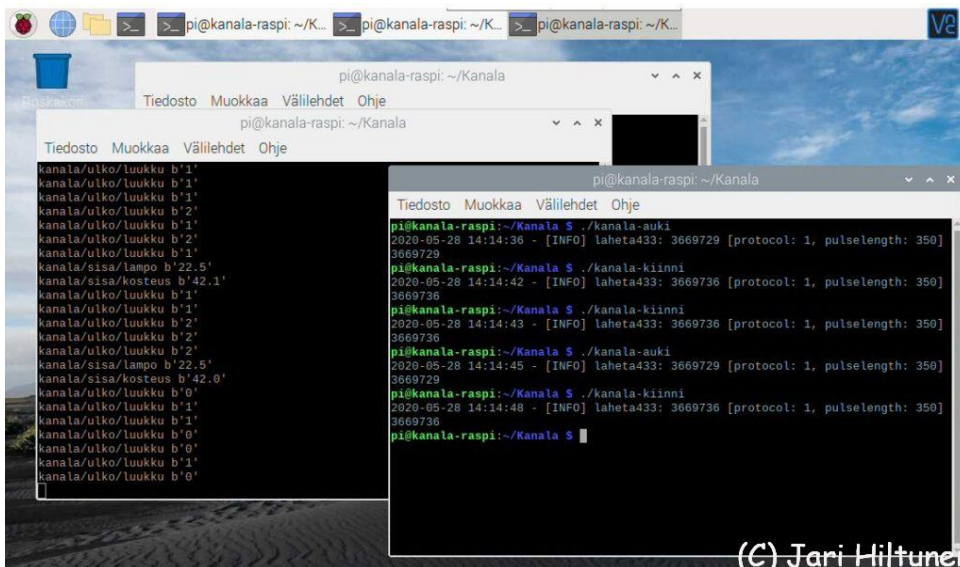 pi@kanala-raspi: ~/K... pi@kanala-raspi: ~/K... pi@kanala-raspi: ~/K...
Roskakori
pi@kanala-raspi: ~/Kanala
Tiedosto Muokkaa Välilehdet Ohje
pi@kanala-raspi: ~/Kanala
Tiedosto Muokkaa Välilehdet Ohje
kanala/ulko/luukku b'1'
kanala/ulko/luukku b'1'
kanala/ulko/luukku b'1'
kanala/ulko/luukku b'2'
kanala/ulko/luukku b'1'
kanala/ulko/luukku b'2'
kanala/ulko/luukku b'1'
kanala/sisa/lampo b'22.5'
kanala/sisa/kosteus b'42.1'
kanala/ulko/luukku b'1'
kanala/ulko/luukku b'1'
kanala/ulko/luukku b'2'
kanala/ulko/luukku b'2'
kanala/ulko/luukku b'2'
kanala/sisa/lampo b'22.5'
kanala/sisa/kosteus b'42.0'
kanala/ulko/luukku b'0'
kanala/ulko/luukku b'1'
kanala/ulko/luukku b'1'
kanala/ulko/luukku b'0'
kanala/ulko/luukku b'0'
kanala/ulko/luukku b'1'
kanala/ulko/luukku b'0'
pi@kanala-raspi: ~/Kanala
Tiedosto Muokkaa Välilehdet Ohje
pi@kanala-raspi:~/Kanala $ ./kanala-auki
2020-05-28 14:14:36 - [INFO] laheta433: 3669729 [protocol: 1, pulselength: 350]
3669729
pi@kanala-raspi:~/Kanala $ ./kanala-kiinni
2020-05-28 14:14:42 - [INFO] laheta433: 3669736 [protocol: 1, pulselength: 350]
3669736
pi@kanala-raspi:~/Kanala $ ./kanala-kiinni
2020-05-28 14:14:43 - [INFO] laheta433: 3669736 [protocol: 1, pulselength: 350]
3669736
pi@kanala-raspi:~/Kanala $ ./kanala-auki
2020-05-28 14:14:45 - [INFO] laheta433: 3669729 [protocol: 1, pulselength: 350]
3669729
pi@kanala-raspi:~/Kanala $ ./kanala-kiinni
2020-05-28 14:14:48 - [INFO] laheta433: 3669736 [protocol: 1, pulselength: 350]
3669736
pi@kanala-raspi:~/Kanala $
(C) Jari Hiltunen